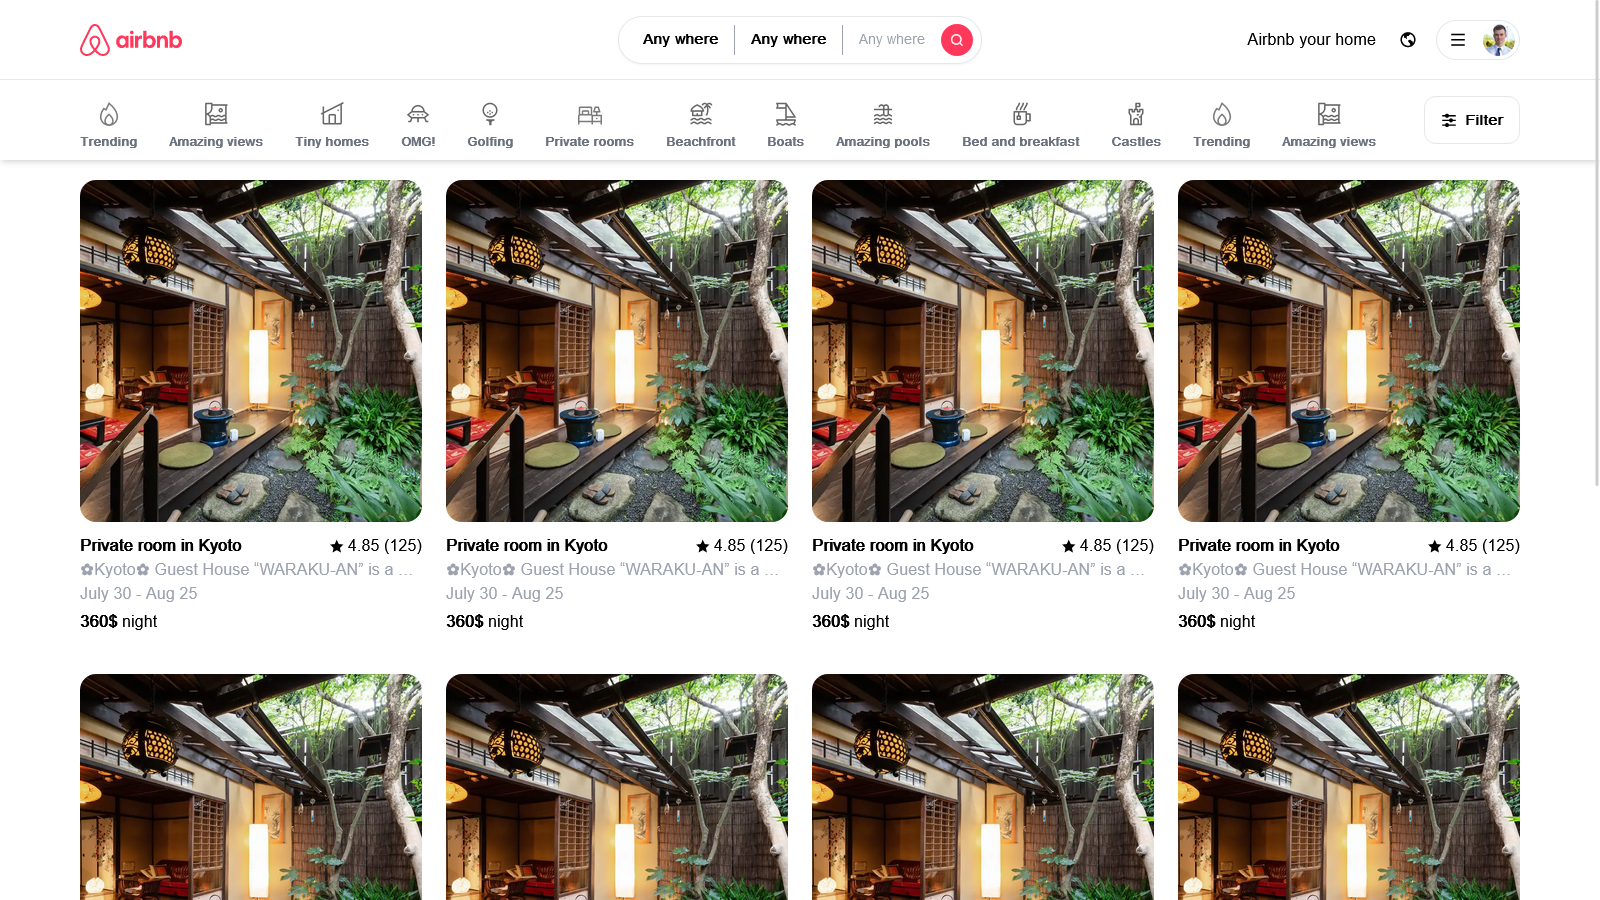 airbnb
Any where Any where Any where
Airbnb your home
Trending Amazing views Tiny homes OMG! Golfing Private rooms Beachfront Boats Amazing pools Bed and breakfast Castles Trending Amazing views
Filter
Private room in Kyoto ★ 4.85 (125)
✿Kyoto✿ Guest House “WARAKU-AN” is a ...
July 30 - Aug 25
360$ night
Private room in Kyoto ★ 4.85 (125)
✿Kyoto✿ Guest House “WARAKU-AN” is a ...
July 30 - Aug 25
360$ night
Private room in Kyoto ★ 4.85 (125)
✿Kyoto✿ Guest House “WARAKU-AN” is a ...
July 30 - Aug 25
360$ night
Private room in Kyoto ★ 4.85 (125)
✿Kyoto✿ Guest House “WARAKU-AN” is a ...
July 30 - Aug 25
360$ night